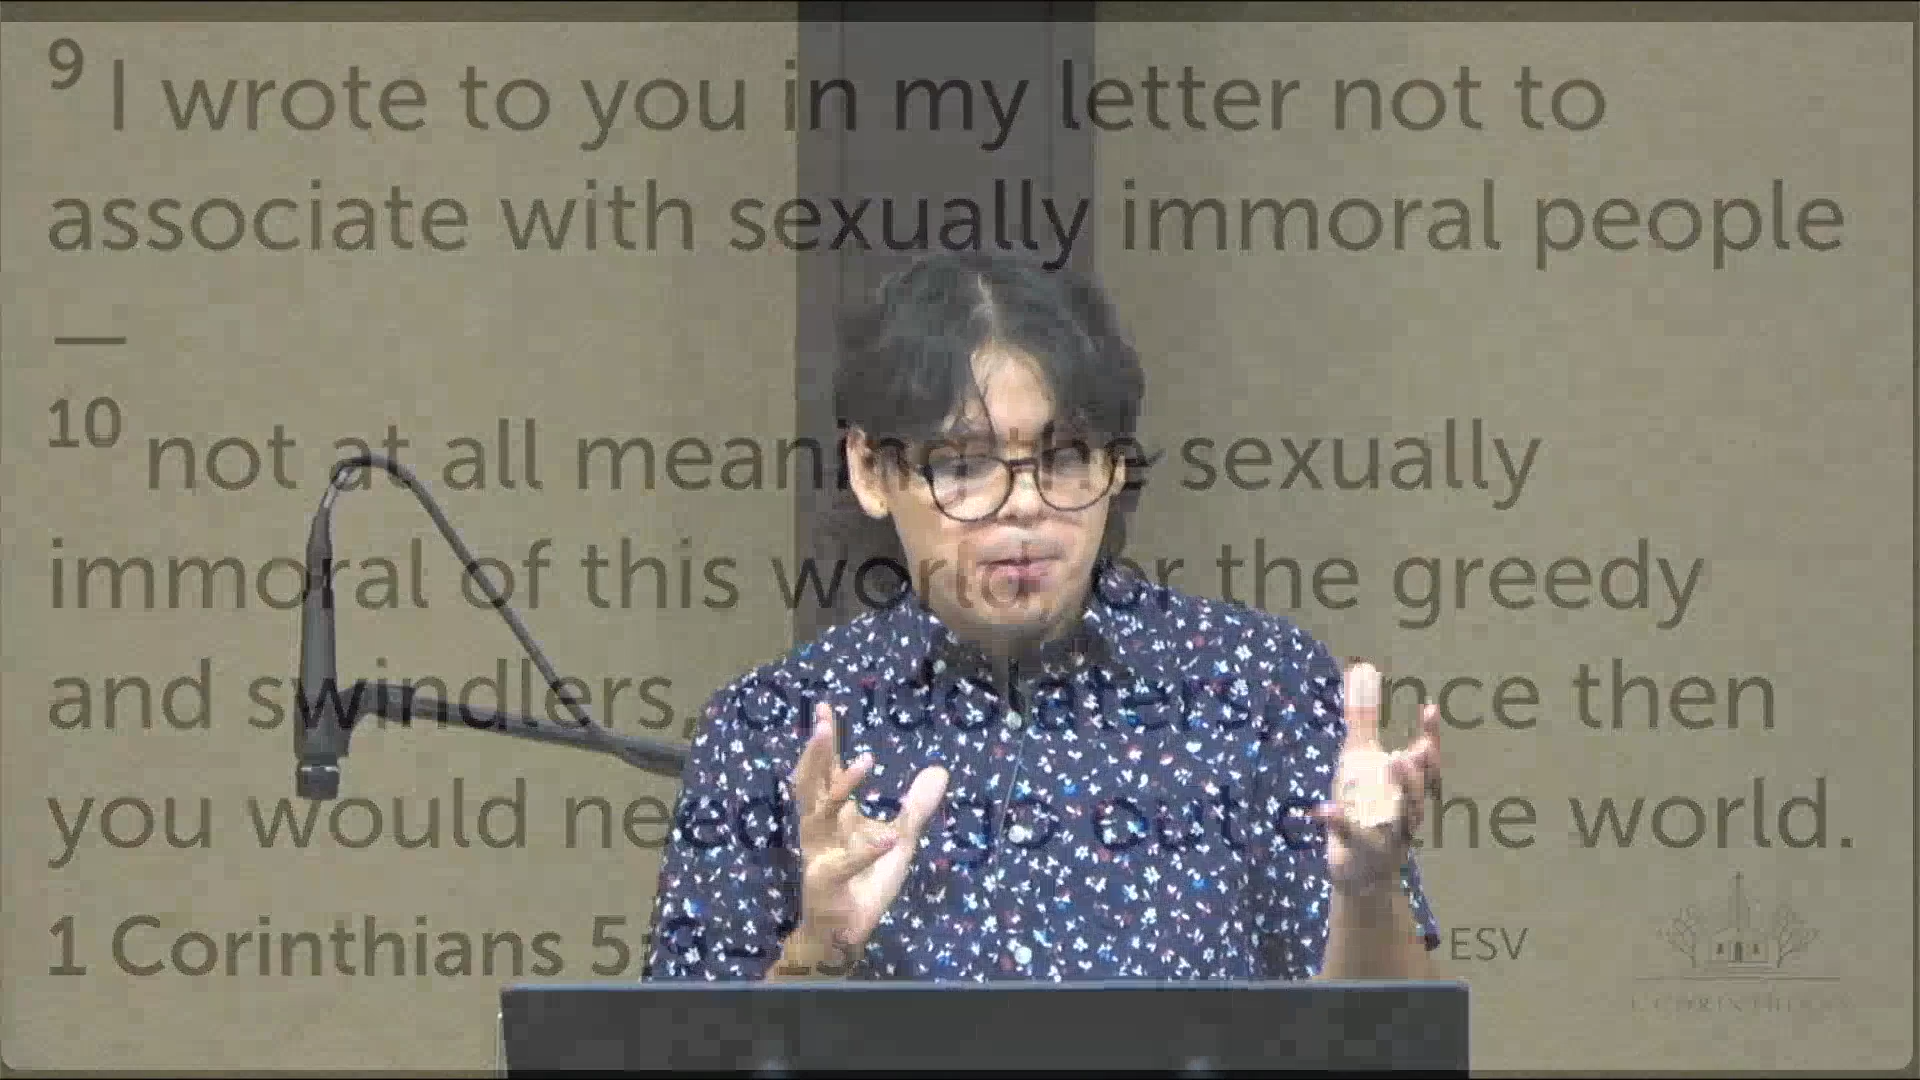 9 I wrote to you in my letter not to
associate with sexually immoral people
—
10 not at all meaning the sexually
immoral of this world, or the greedy
and swindlers, or idolaters, since then
you would need to go out of the world.
1 Corinthians 5:9–13
ESV
1 CORINTHIANS